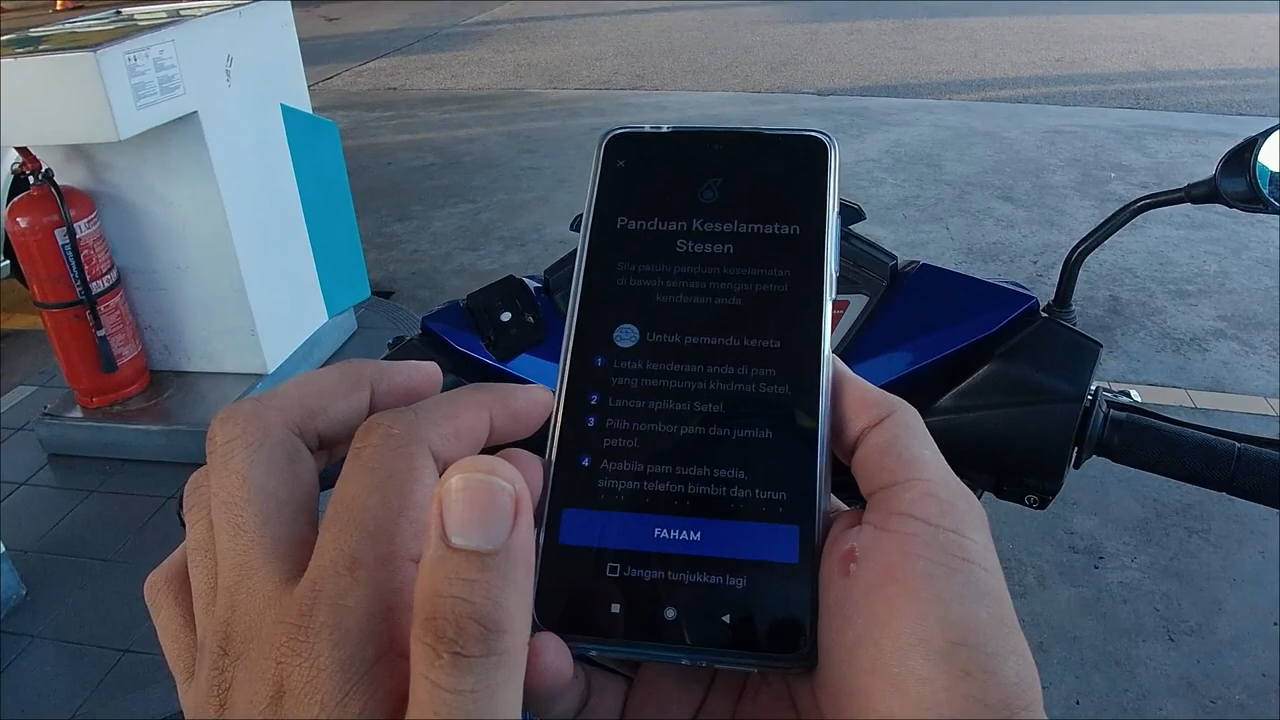 Panduan Keselamatan
Stesen
Sila patuhi panduan keselamatan
di bawah semasa mengisi petrol
kenderaan anda.
Untuk pemandu kereta
1 Letak kenderaan anda di pam
yang mempunyai khidmat Setel.
2 Lancar aplikasi Setel.
3 Pilih nombor pam dan jumlah
petrol.
4 Apabila pam sudah sedia,
simpan telefon bimbit dan turun
FAHAM
Jangan tunjukkan lagi